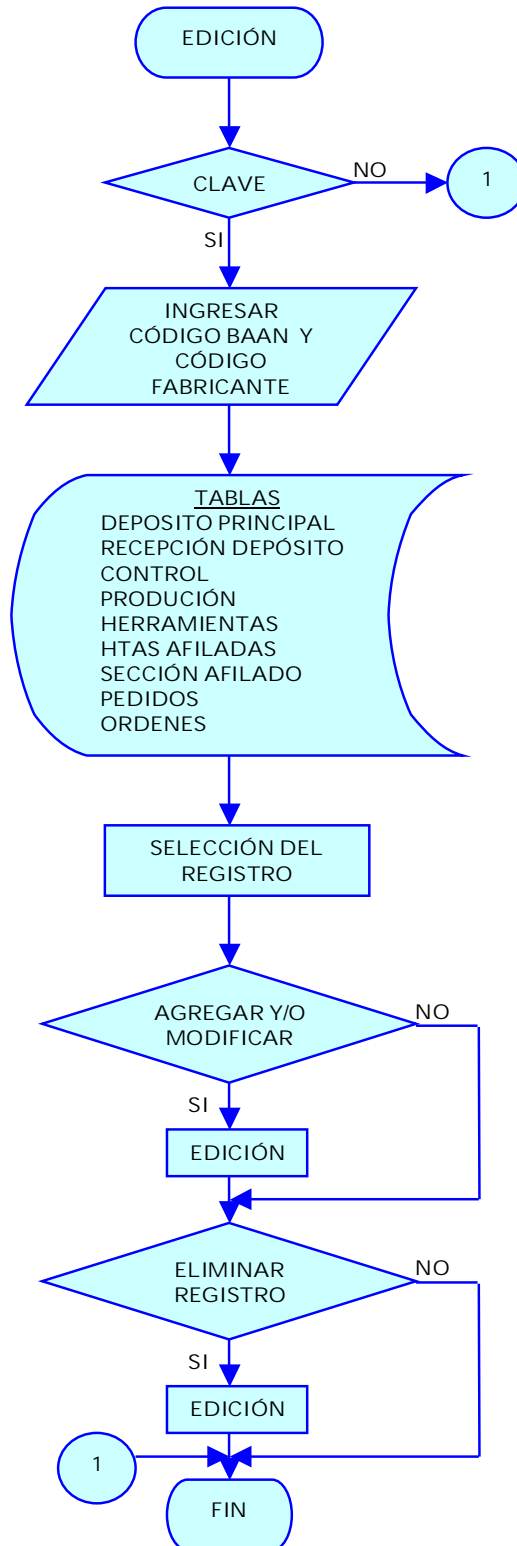 EDICIÓN
CLAVE
NO
1
SI
INGRESAR
CÓDIGO BAAN Y
CÓDIGO
FABRICANTE
TABLAS
DEPOSITO PRINCIPAL
RECEPCIÓN DEPÓSITO
CONTROL
PRODUCIÓN
HERRAMIENTAS
HTAS AFILADAS
SECCIÓN AFILADO
PEDIDOS
ORDENES
SELECCIÓN DEL
REGISTRO
AGREGAR Y/O
MODIFICAR
NO
SI
EDICIÓN
ELIMINAR
REGISTRO
NO
SI
EDICIÓN
1
FIN